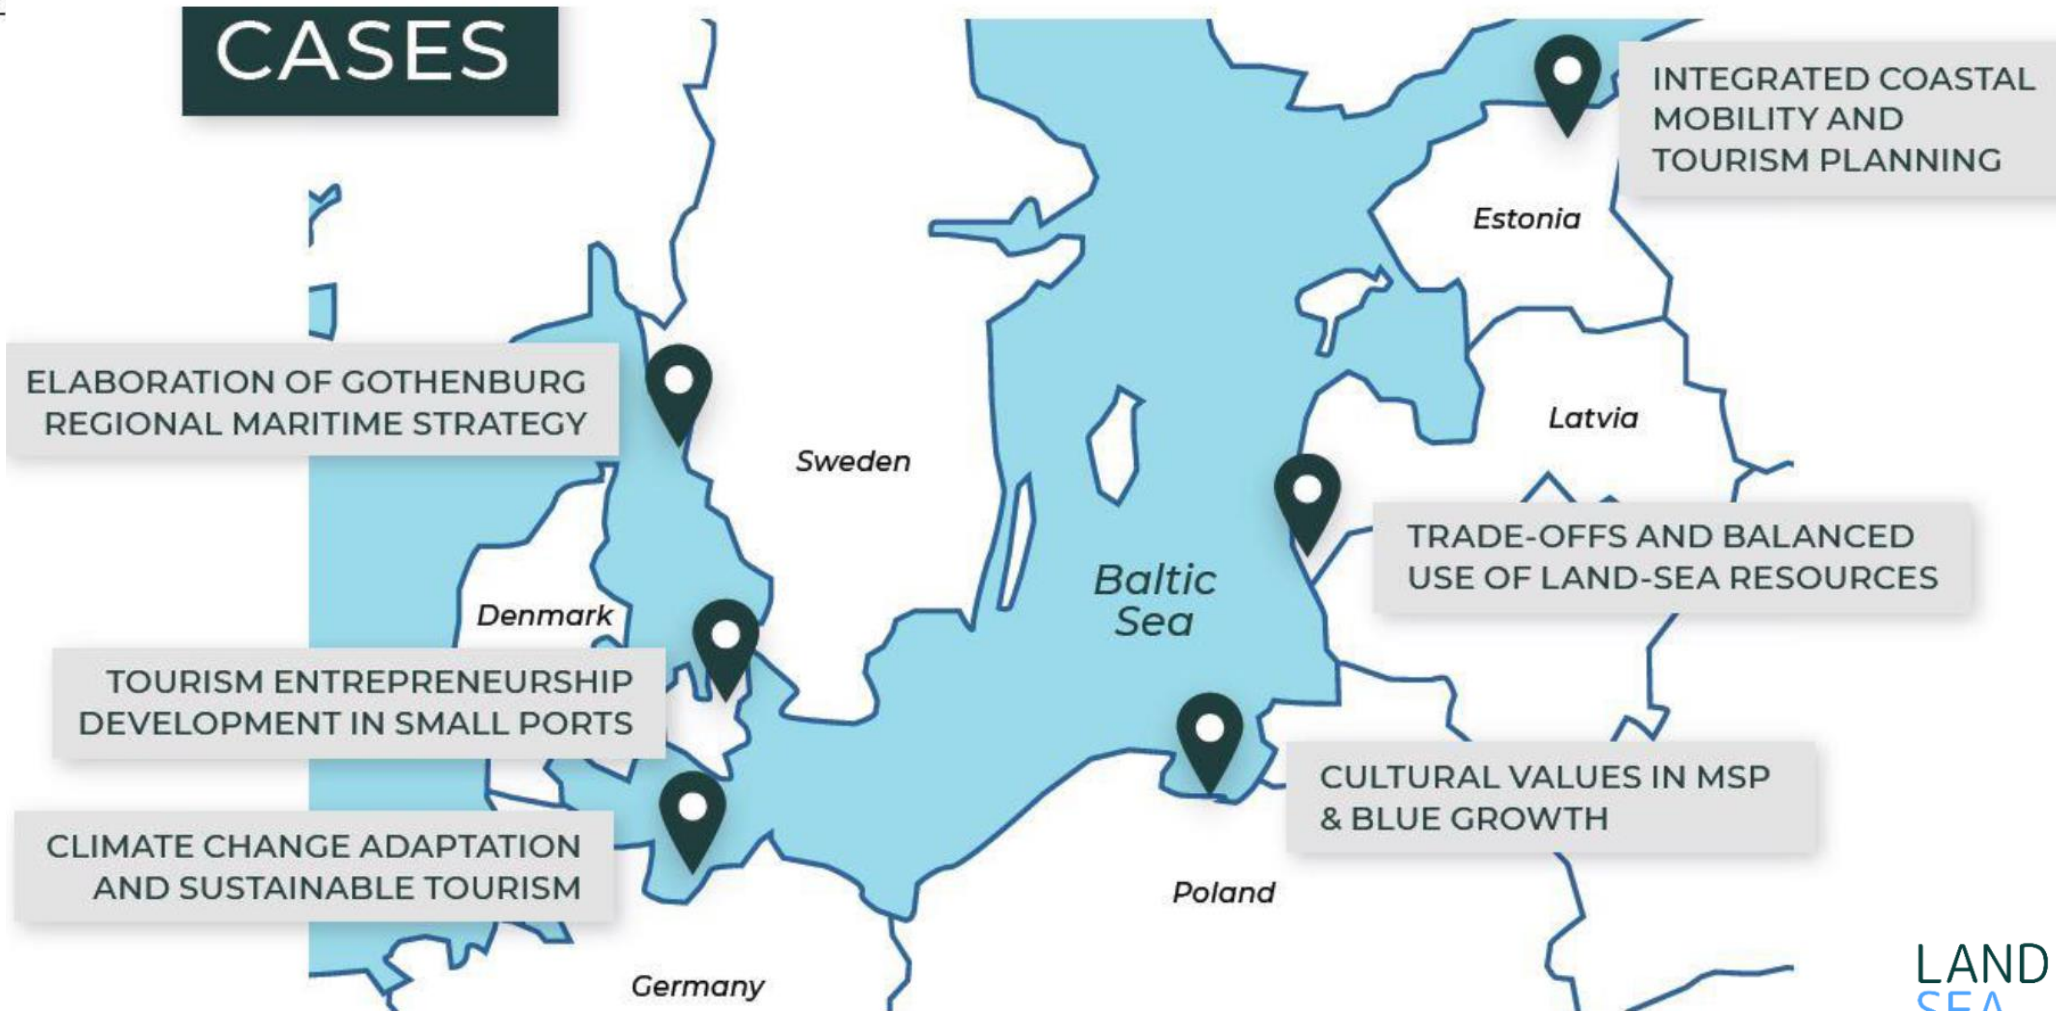 CASES
INTEGRATED COASTAL
MOBILITY AND
TOURISM PLANNING
Estonia
ELABORATION OF GOTHENBURG
REGIONAL MARITIME STRATEGY
Sweden
Latvia
TRADE-OFFS AND BALANCED
USE OF LAND-SEA RESOURCES
Baltic
Sea
Denmark
TOURISM ENTREPRENEURSHIP
DEVELOPMENT IN SMALL PORTS
CULTURAL VALUES IN MSP
& BLUE GROWTH
CLIMATE CHANGE ADAPTATION
AND SUSTAINABLE TOURISM
Poland
Germany
LAND
SEA